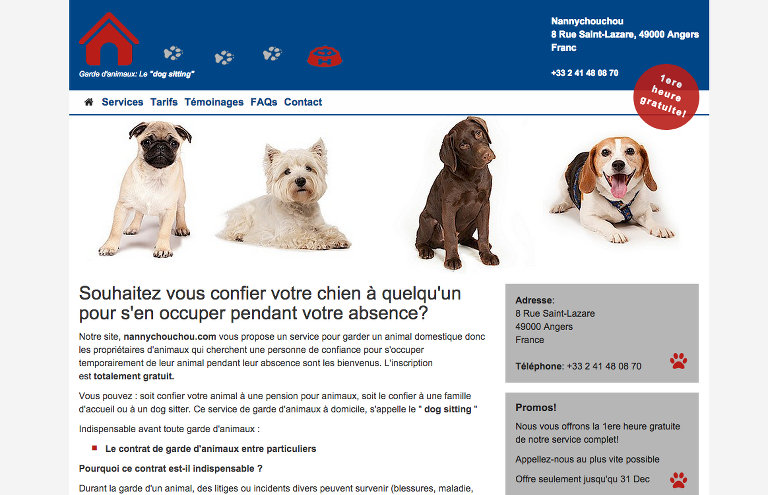 Nannychouchou
8 Rue Saint-Lazare, 49000 Angers
Franc
+33 2 41 48 08 70
Garde d'animaux: Le "dog sitting"
1ere
heure
gratuite!
Services Tarifs Témoinages FAQs Contact
Souhaitez vous confier votre chien à quelqu'un
pour s'en occuper pendant votre absence?
Notre site, nannychouchou.com vous propose un service pour garder un animal domestique donc
les propriétaires d'animaux qui cherchent une personne de confiance pour s'occuper
temporairement de leur animal pendant leur abscence sont les bienvenus. L'inscription
est totalement gratuit.
Vous pouvez : soit confier votre animal à une pension pour animaux, soit le confier à une famille
d'accueil ou à un dog sitter. Ce service de garde d'animaux à domicile, s'appelle le " dog sitting "
Indispensable avant toute garde d'animaux :
Le contrat de garde d'animaux entre particuliers
Pourquoi ce contrat est-il indispensable ?
Durant la garde d'un animal, des litiges ou incidents divers peuvent survenir (blessures, maladie,
Adresse:
8 Rue Saint-Lazare
49000 Angers
France
Téléphone: +33 2 41 48 08 70
Promos!
Nous vous offrons la 1ere heure gratuite
de notre service complet!
Appellez-nous au plus vite possible
Offre seulement jusqu'qu 31 Dec